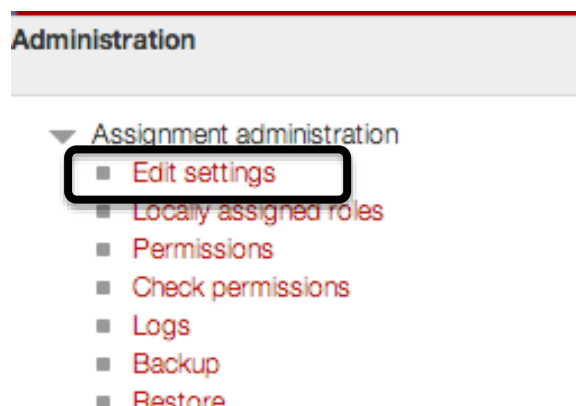 Administration
Assignment administration
Edit settings
Locally assigned roles
Permissions
Check permissions
Logs
Backup
Restore